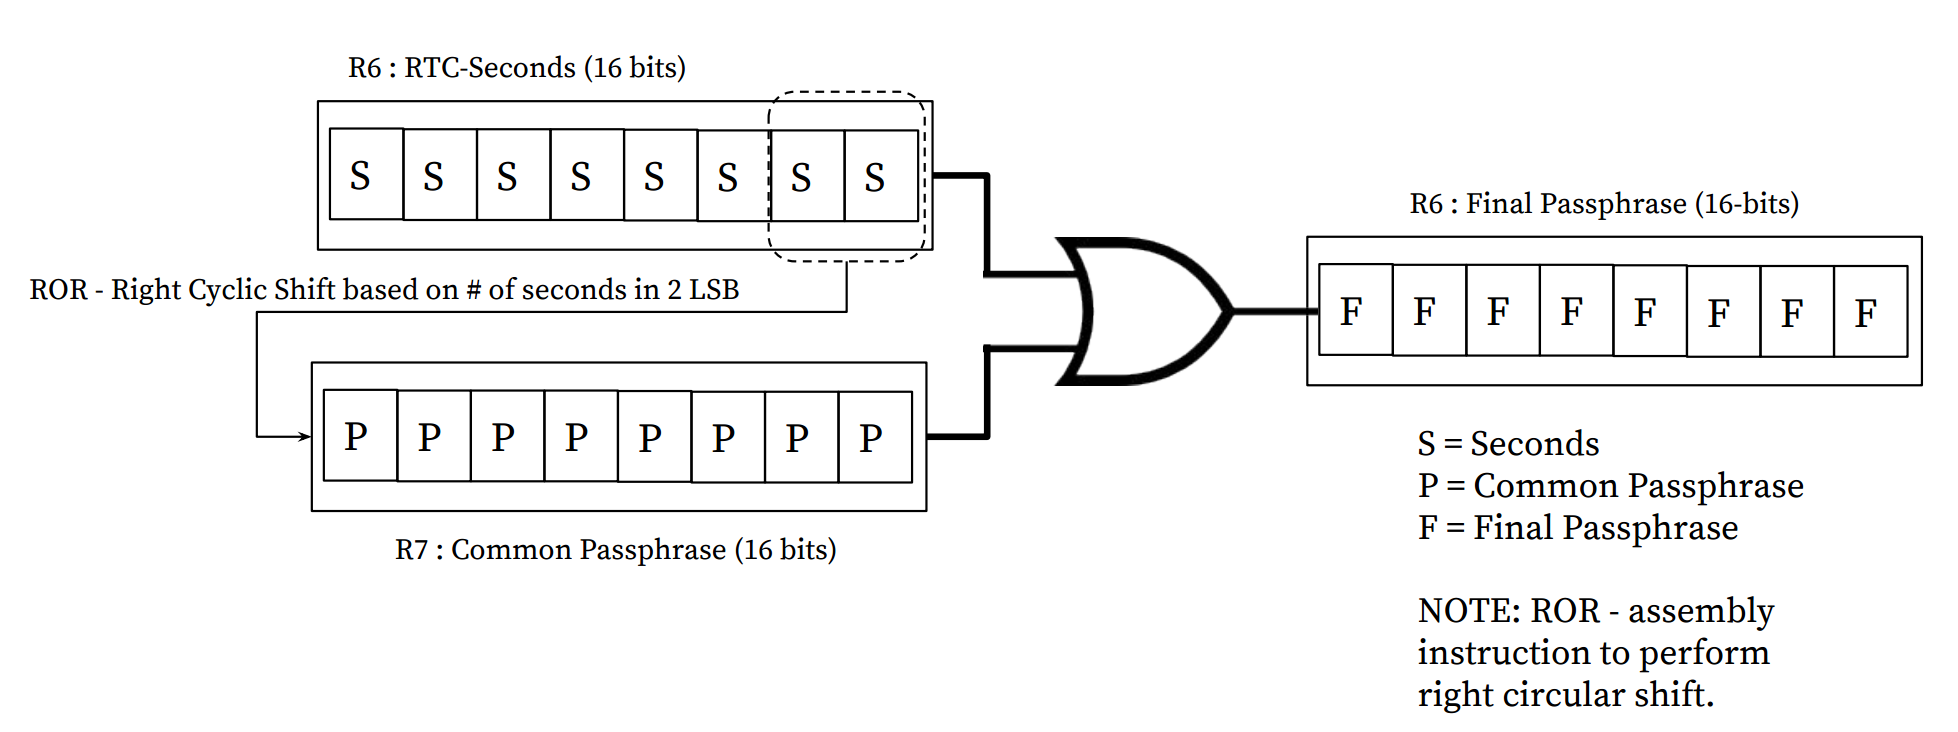 R6 : RTC-Seconds (16 bits)
S S S S S S S S
ROR - Right Cyclic Shift based on # of seconds in 2 LSB
P P P P P P P P
R7 : Common Passphrase (16 bits)
R6 : Final Passphrase (16-bits)
F F F F F F F F
S = Seconds
P = Common Passphrase
F = Final Passphrase
NOTE: ROR - assembly
instruction to perform
right circular shift.